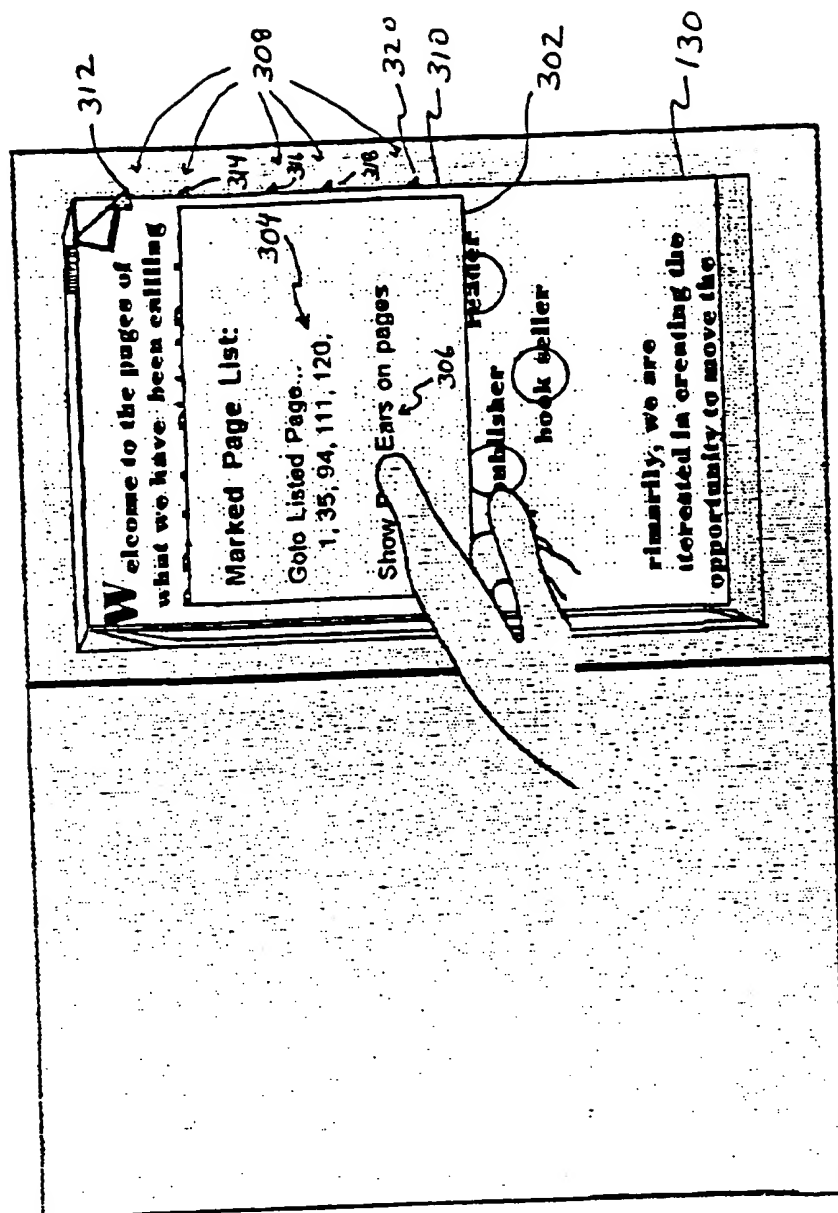 Welcome to the pages of
what we have been calling
Marked Page List:
Goto Listed Page...
1, 35, 94, 111, 120,
Show Ears on pages
reader
publisher
book seller
rimarily, we are
iterested in creating the
opportunity to move the
312
308
314
316
318
320
310
302
304
306
130